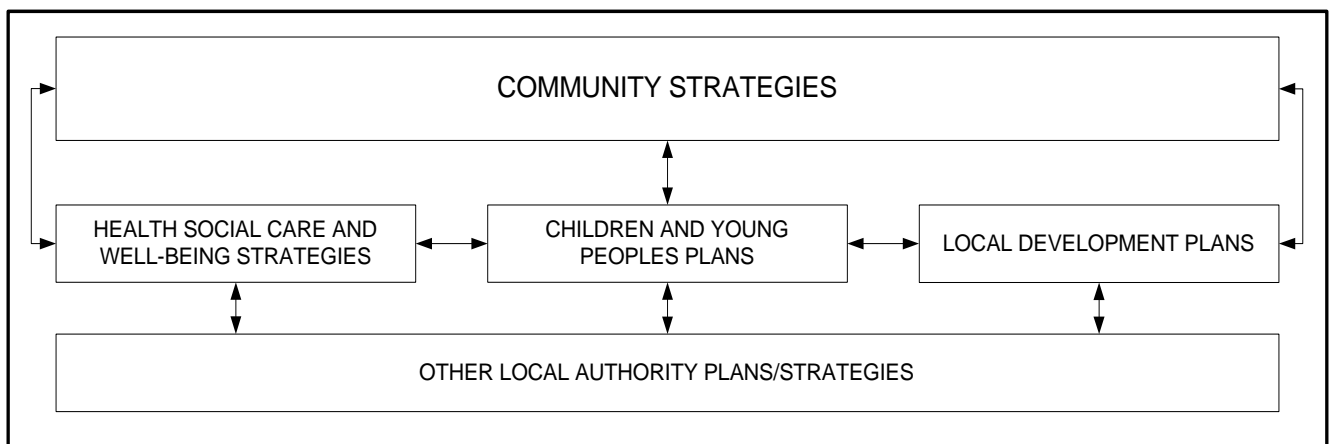 COMMUNITY STRATEGIES
HEALTH SOCIAL CARE AND
WELL-BEING STRATEGIES
CHILDREN AND YOUNG
PEOPLES PLANS
LOCAL DEVELOPMENT PLANS
OTHER LOCAL AUTHORITY PLANS/STRATEGIES